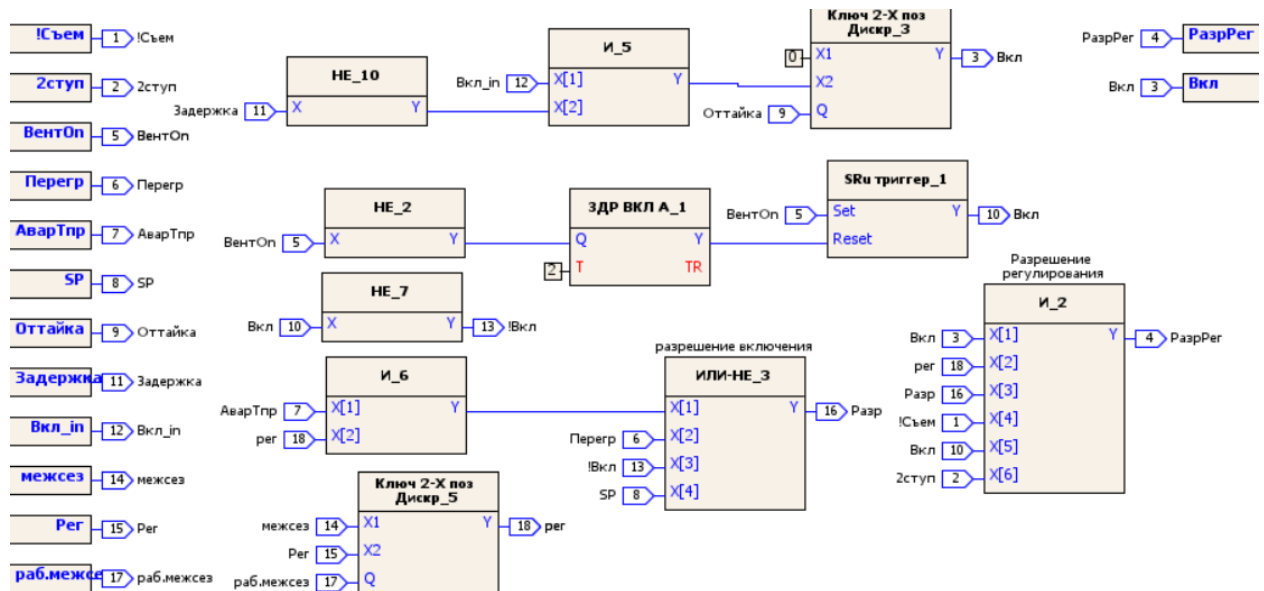 !Съем 1 !Съем
2ступ 2 2ступ
ВентОп 5 ВентОп
Перегр 6 Перегр
АварТпр 7 АварТпр
SP 8 SP
Оттайка 9 Оттайка
Задержка 11 Задержка
Вкл_in 12 Вкл_in
межсез 14 межсез
Рег 15 Рег
раб.межсе 17 раб.межсез
НЕ_10
Задержка 11 X Y
И_5
Вкл_in 12 X[1] Y
X[2]
Ключ 2-Х поз
Дискр_3
0 X1 Y 3 Вкл
X2
Оттайка 9 Q
РазрРег 4 РазрРег
Вкл 3 Вкл
НЕ_2
ВентОп 5 X Y
ЗДР ВКЛ А_1
Q Y
2 T TR
SRu триггер_1
ВентОп 5 Set Y 10 Вкл
Reset
НЕ_7
Вкл 10 X Y 13 !Вкл
И_6
АварТпр 7 X[1] Y
рег 18 X[2]
разрешение включения
ИЛИ-НЕ_3
X[1] Y 16 Разр
Перегр 6 X[2]
!Вкл 13 X[3]
SP 8 X[4]
Разрешение
регулирования
И_2
Вкл 3 X[1] Y 4 РазрРег
рег 18 X[2]
Разр 16 X[3]
!Съем 1 X[4]
Вкл 10 X[5]
2ступ 2 X[6]
Ключ 2-Х поз
Дискр_5
межсез 14 X1 Y 18 рег
Рег 15 X2
раб.межсез 17 Q